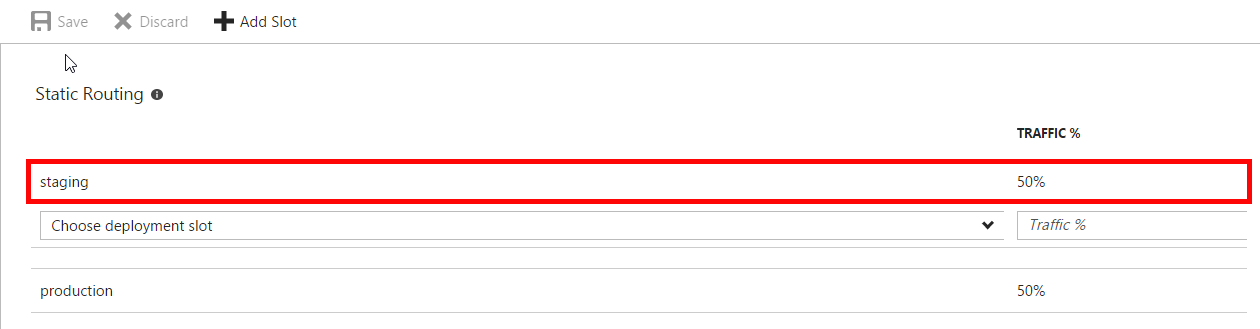 Save Discard Add Slot
Static Routing
TRAFFIC %
staging 50%
Choose deployment slot Traffic %
production 50%